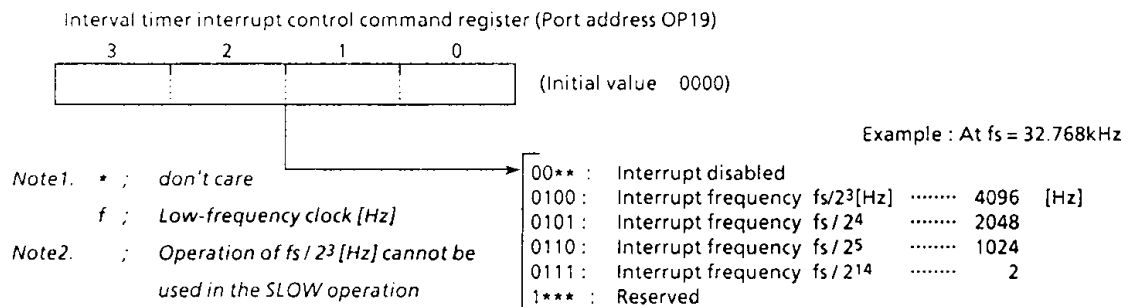 Interval timer interrupt control command register (Port address OP19)
3 2 1 0
(Initial value 0000)
Example : At fs = 32.768kHz
00** : Interrupt disabled
0100 : Interrupt frequency fs/2³[Hz] ········ 4096 [Hz]
0101 : Interrupt frequency fs / 2⁴ ········ 2048
0110 : Interrupt frequency fs / 2⁵ ········ 1024
0111 : Interrupt frequency fs / 2¹⁴ ········ 2
1*** : Reserved
Note1. * ; don't care
f ; Low-frequency clock [Hz]
Note2. ; Operation of fs / 2³ [Hz] cannot be
used in the SLOW operation